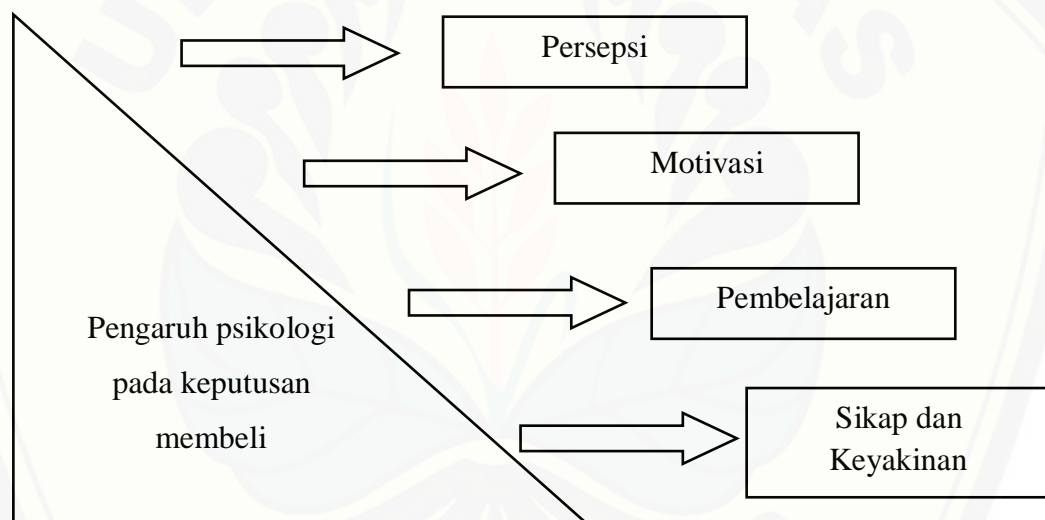 Persepsi
Motivasi
Pembelajaran
Pengaruh psikologi
pada keputusan
membeli
Sikap dan
Keyakinan